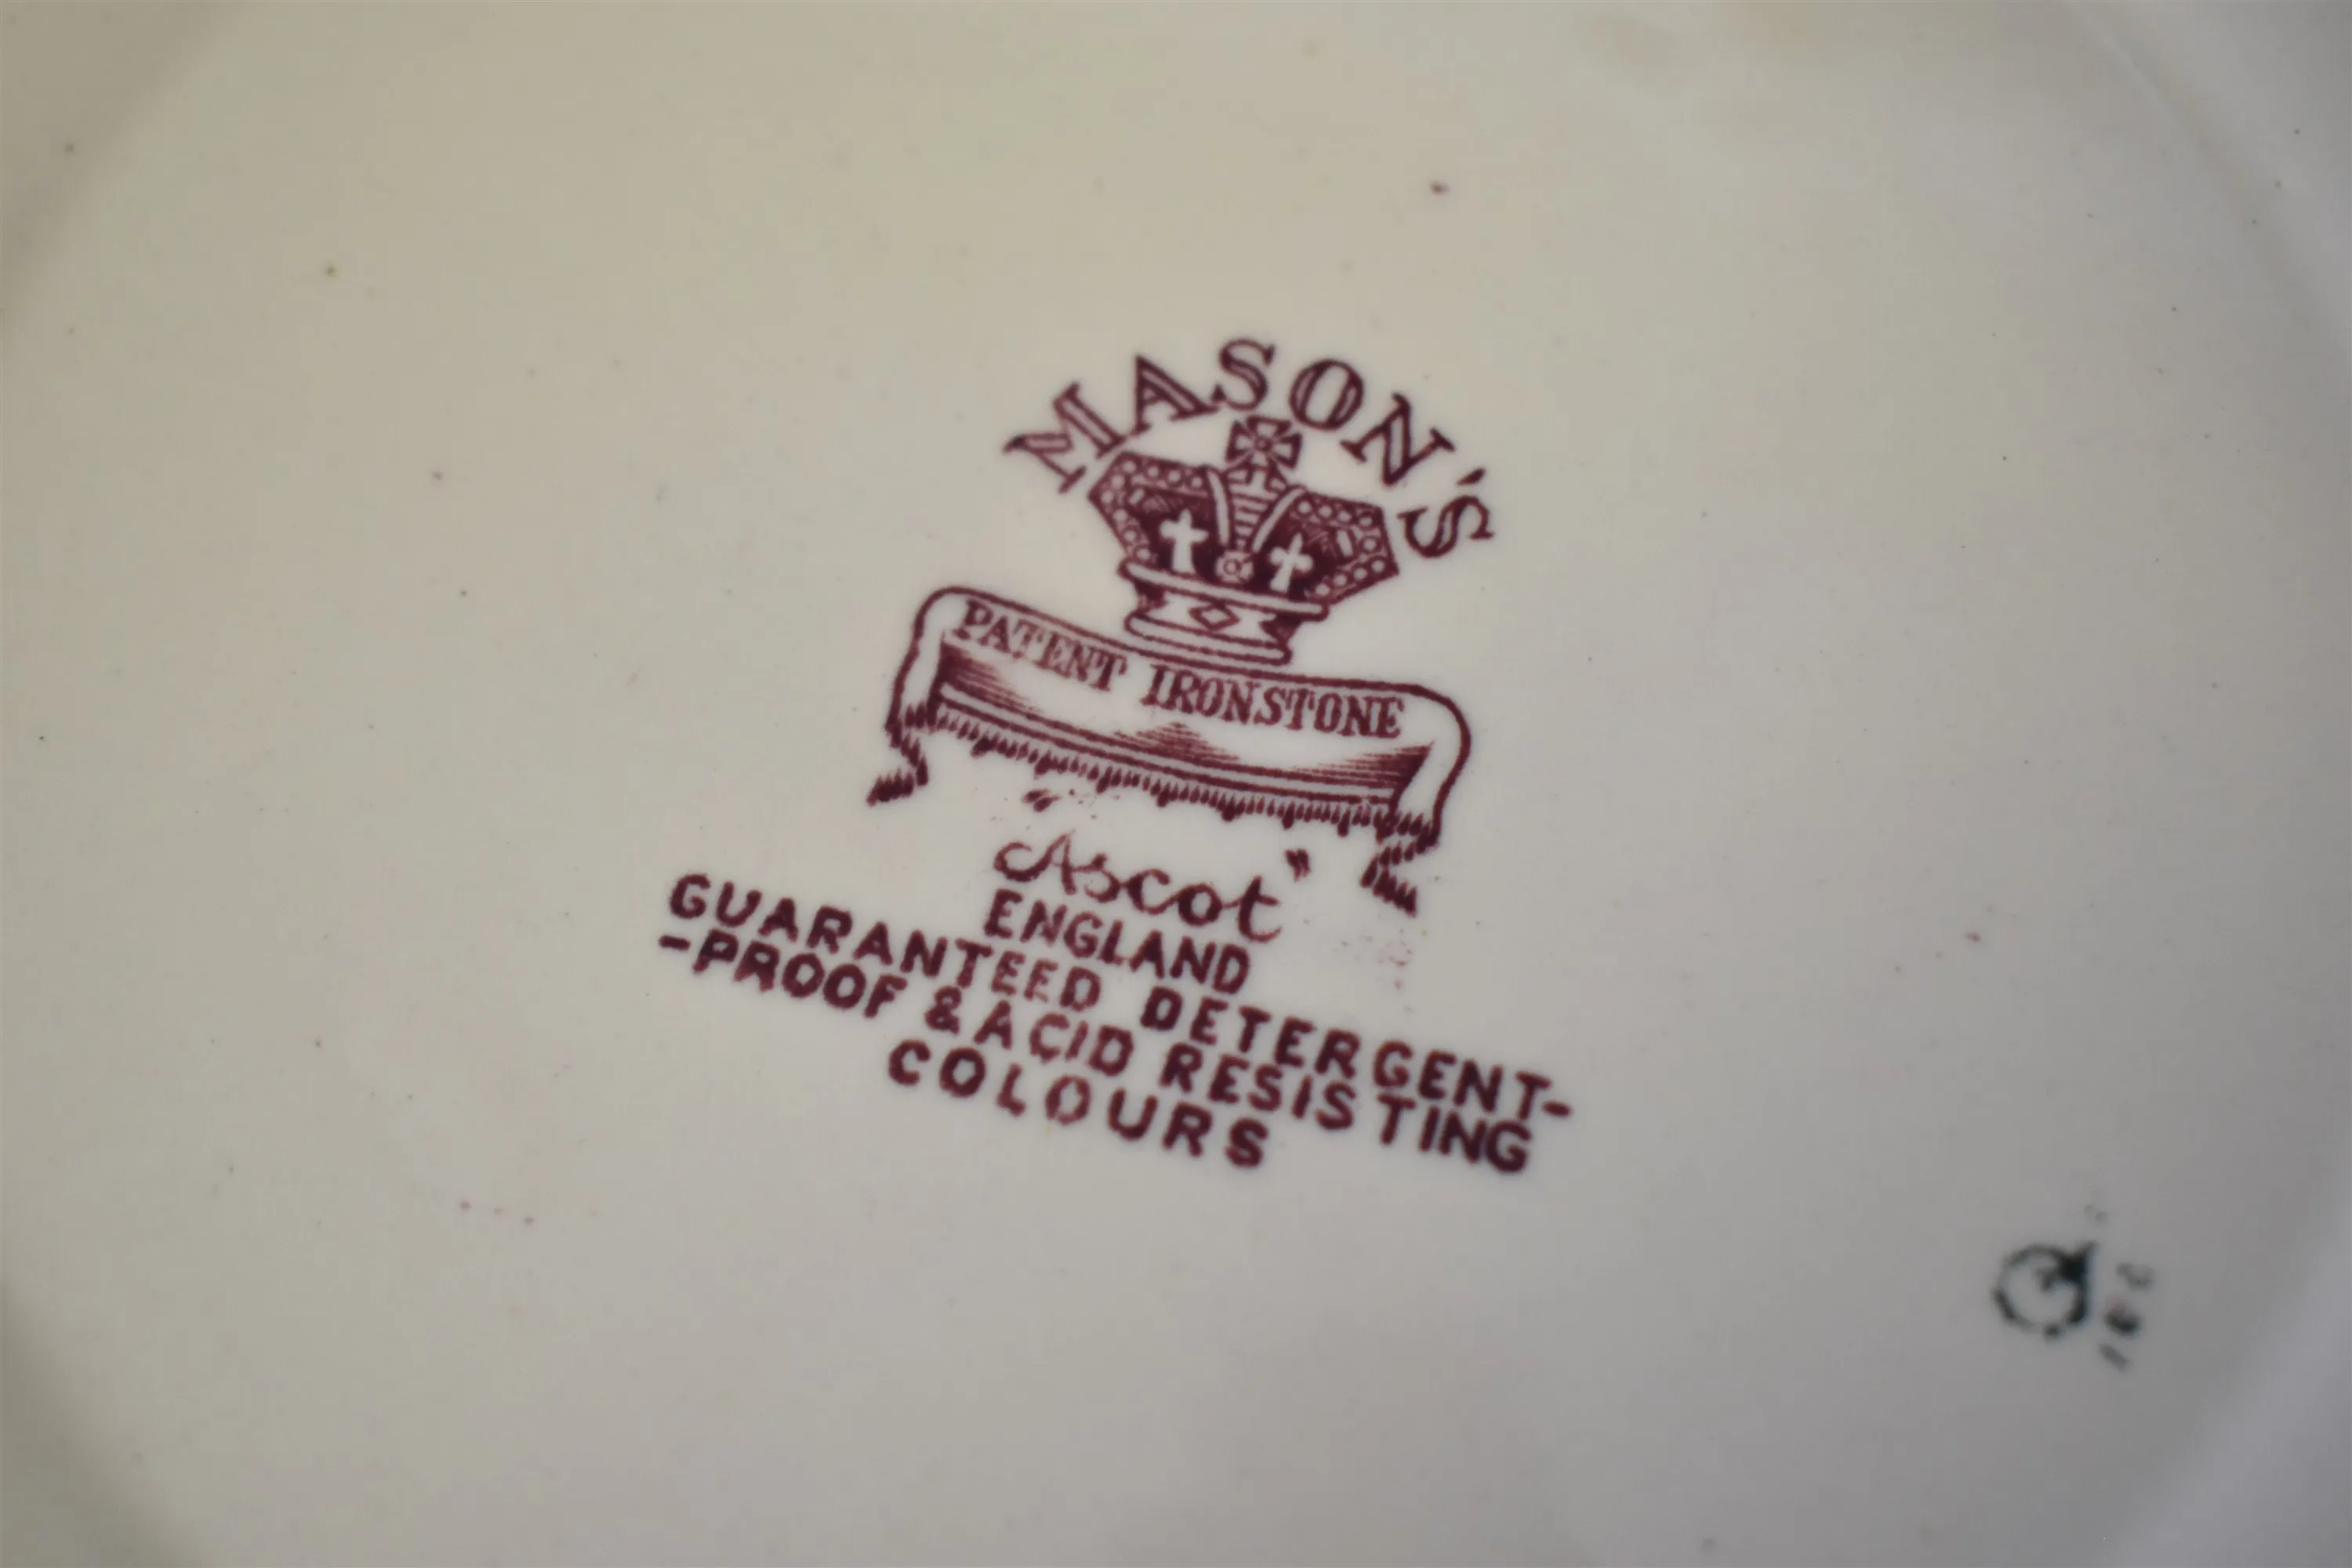 MASON'S
PATENT IRONSTONE
Ascot"
ENGLAND
GUARANTEED DETERGENT-
-PROOF & ACID RESISTING
COLOURS